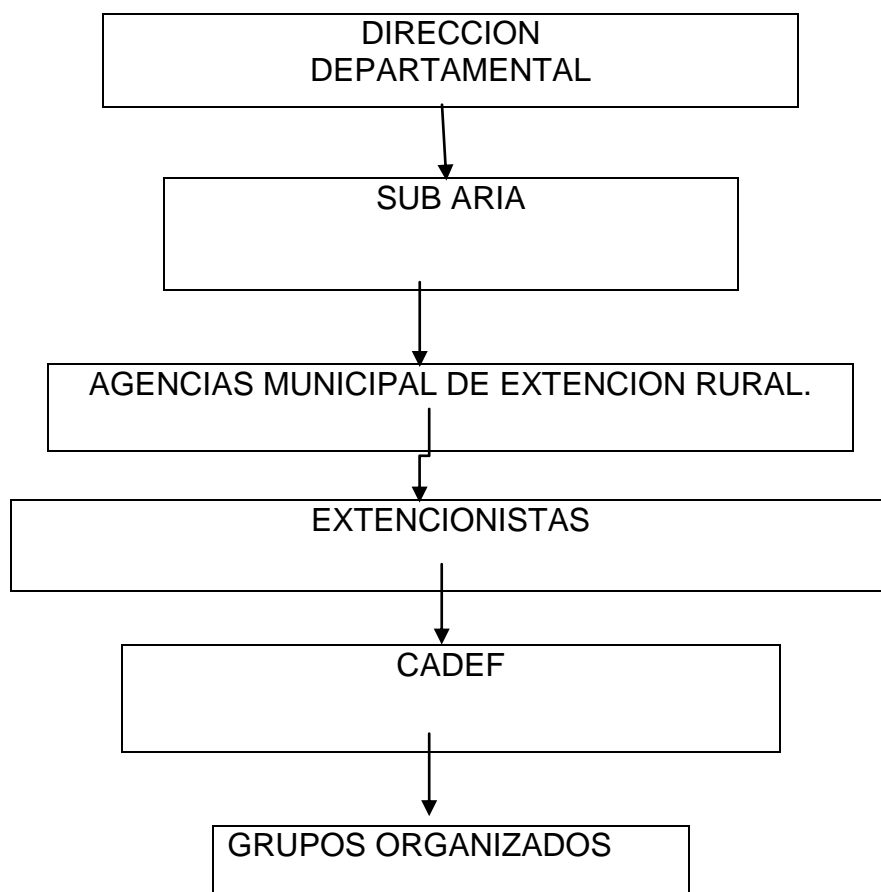 DIRECCION
DEPARTAMENTAL
SUB ARIA
AGENCIAS MUNICIPAL DE EXTENCION RURAL.
EXTENCIONISTAS
CADEF
GRUPOS ORGANIZADOS